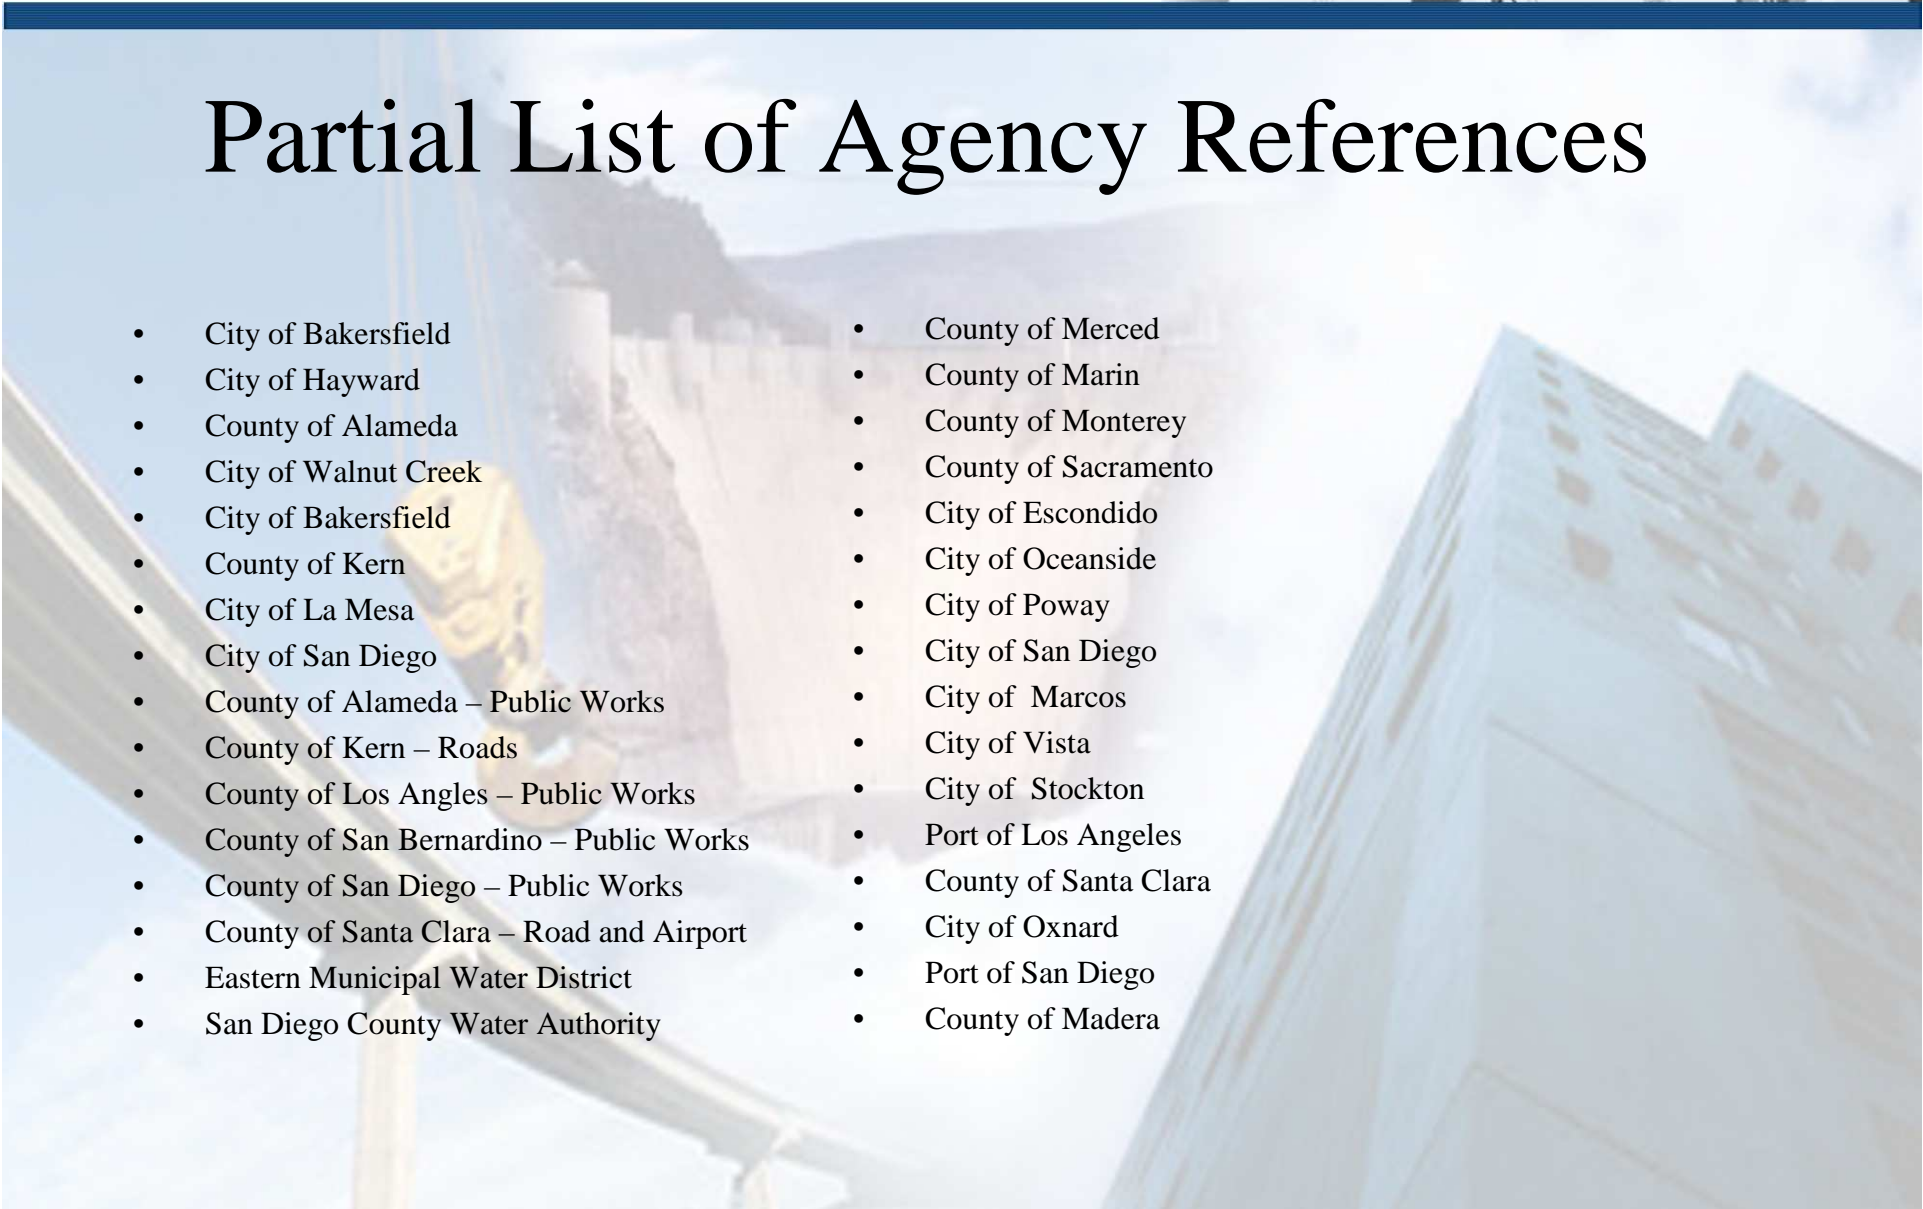 Partial List of Agency References
• City of Bakersfield
• City of Hayward
• County of Alameda
• City of Walnut Creek
• City of Bakersfield
• County of Kern
• City of La Mesa
• City of San Diego
• County of Alameda – Public Works
• County of Kern – Roads
• County of Los Angles – Public Works
• County of San Bernardino – Public Works
• County of San Diego – Public Works
• County of Santa Clara – Road and Airport
• Eastern Municipal Water District
• San Diego County Water Authority
• County of Merced
• County of Marin
• County of Monterey
• County of Sacramento
• City of Escondido
• City of Oceanside
• City of Poway
• City of San Diego
• City of  Marcos
• City of Vista
• City of  Stockton
• Port of Los Angeles
• County of Santa Clara
• City of Oxnard
• Port of San Diego
• County of Madera